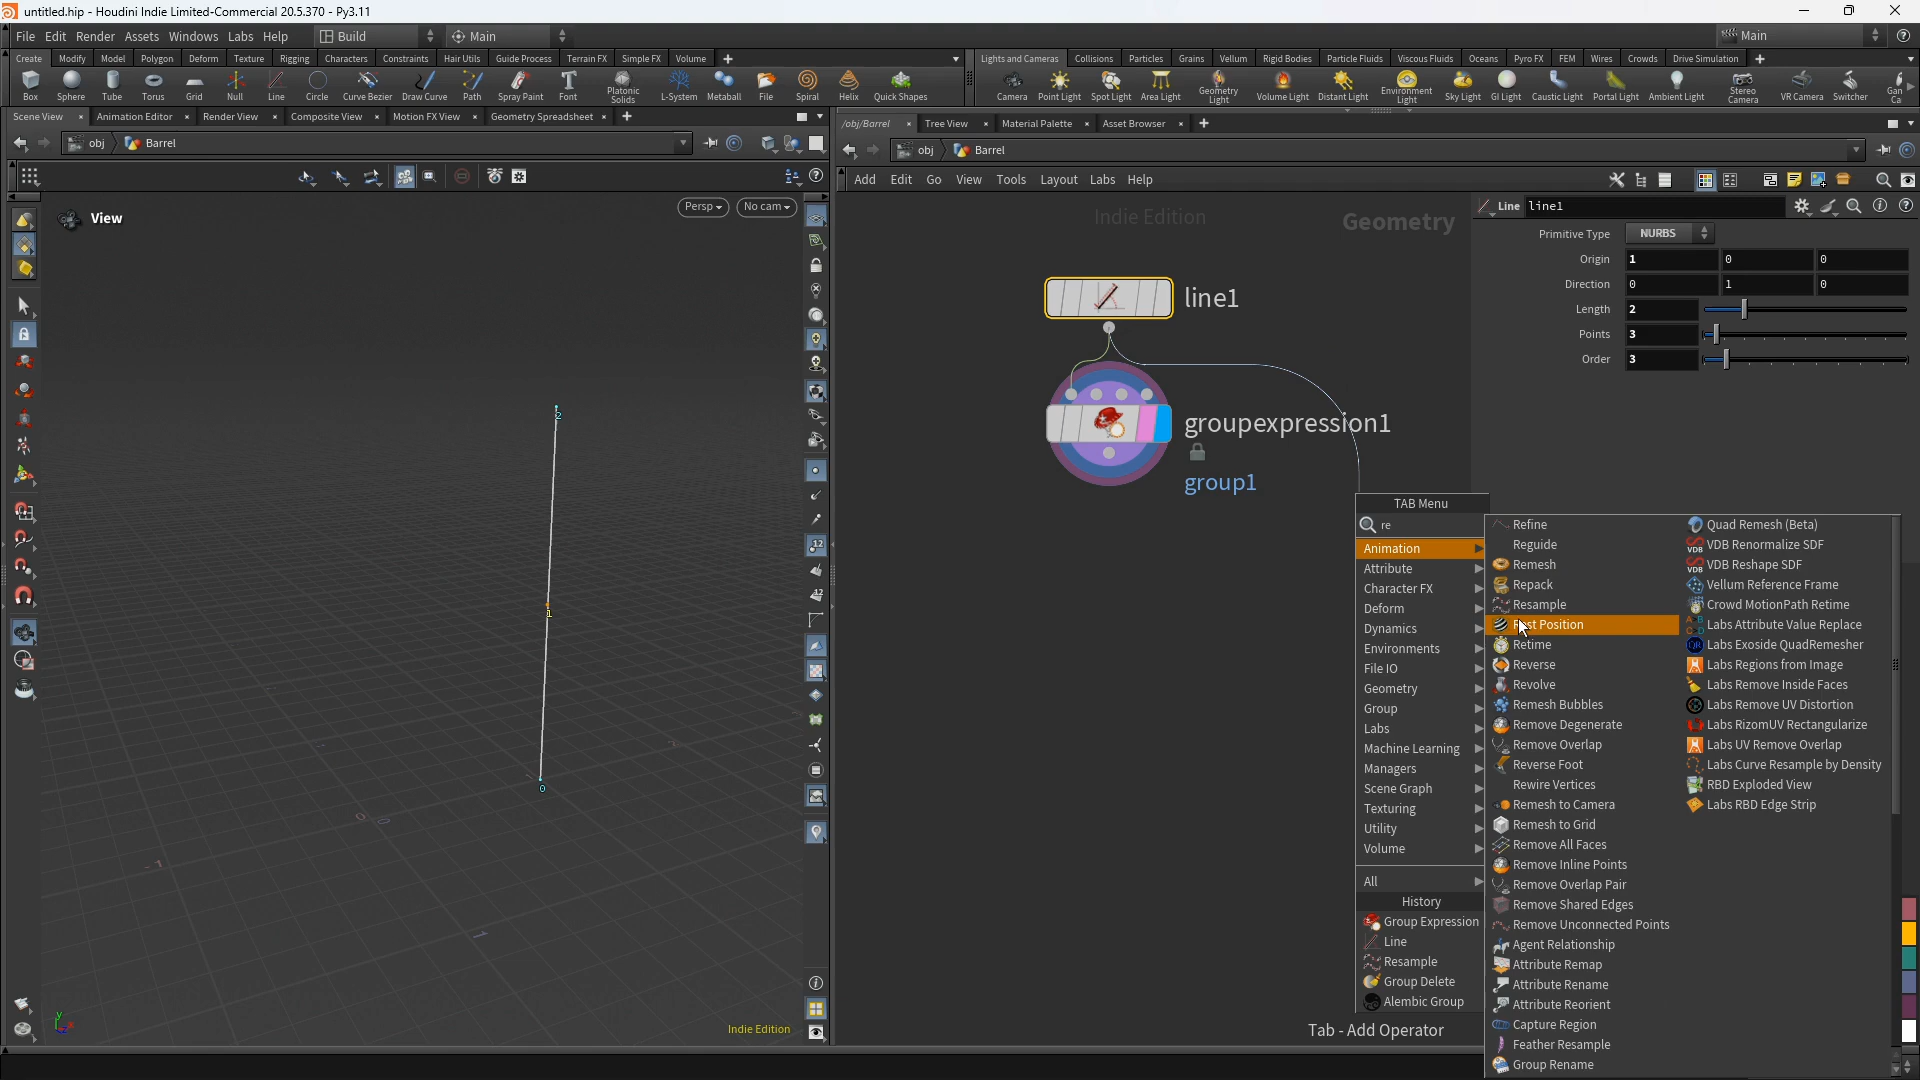 untitled.hip - Houdini Indie Limited-Commercial 20.5.370 - Py3.11
File Edit Render Assets Windows Labs Help Build Main Main
Create Modify Model Polygon Deform Texture Rigging Characters Constraints Hair Utils Guide Process Terrain FX Simple FX Volume
Lights and Cameras Collisions Particles Grains Vellum Rigid Bodies Particle Fluids Viscous Fluids Oceans Pyro FX FEM Wires Crowds Drive Simulation
Box Sphere Tube Torus Grid Null Line Circle Curve Bezier Draw Curve Path Spray Paint Font Platonic Solids L-System Metaball File Spiral Helix Quick Shapes
Camera Point Light Spot Light Area Light Geometry Light Volume Light Distant Light Environment Light Sky Light GI Light Caustic Light Portal Light Ambient Light Stereo Camera VR Camera Switcher Gan Ca
Scene View Animation Editor Render View Composite View Motion FX View Geometry Spreadsheet
/obj/Barrel Tree View Material Palette Asset Browser
obj Barrel
obj Barrel
Add Edit Go View Tools Layout Labs Help
View
Persp
No cam
2
1
0
Indie Edition
Indie Edition
Geometry
Line line1
Primitive Type NURBS
Origin 1 0 0
Direction 0 1 0
Length 2
Points 3
Order 3
line1
groupexpression1
group1
TAB Menu
re
Animation
Attribute
Character FX
Deform
Dynamics
Environments
File IO
Geometry
Group
Labs
Machine Learning
Managers
Scene Graph
Texturing
Utility
Volume
All
History
Group Expression
Line
Resample
Group Delete
Alembic Group
Tab - Add Operator
Refine
Reguide
Remesh
Repack
Resample
Position
Retime
Reverse
Revolve
Remesh Bubbles
Remove Degenerate
Remove Overlap
Reverse Foot
Rewire Vertices
Remesh to Camera
Remesh to Grid
Remove All Faces
Remove Inline Points
Remove Overlap Pair
Remove Shared Edges
Remove Unconnected Points
Agent Relationship
Attribute Remap
Attribute Rename
Attribute Reorient
Capture Region
Feather Resample
Group Rename
Quad Remesh (Beta)
VDB Renormalize SDF
VDB Reshape SDF
Vellum Reference Frame
Crowd MotionPath Retime
Labs Attribute Value Replace
Labs Exoside QuadRemesher
Labs Regions from Image
Labs Remove Inside Faces
Labs Remove UV Distortion
Labs RizomUV Rectangularize
Labs UV Remove Overlap
Labs Curve Resample by Density
RBD Exploded View
Labs RBD Edge Strip